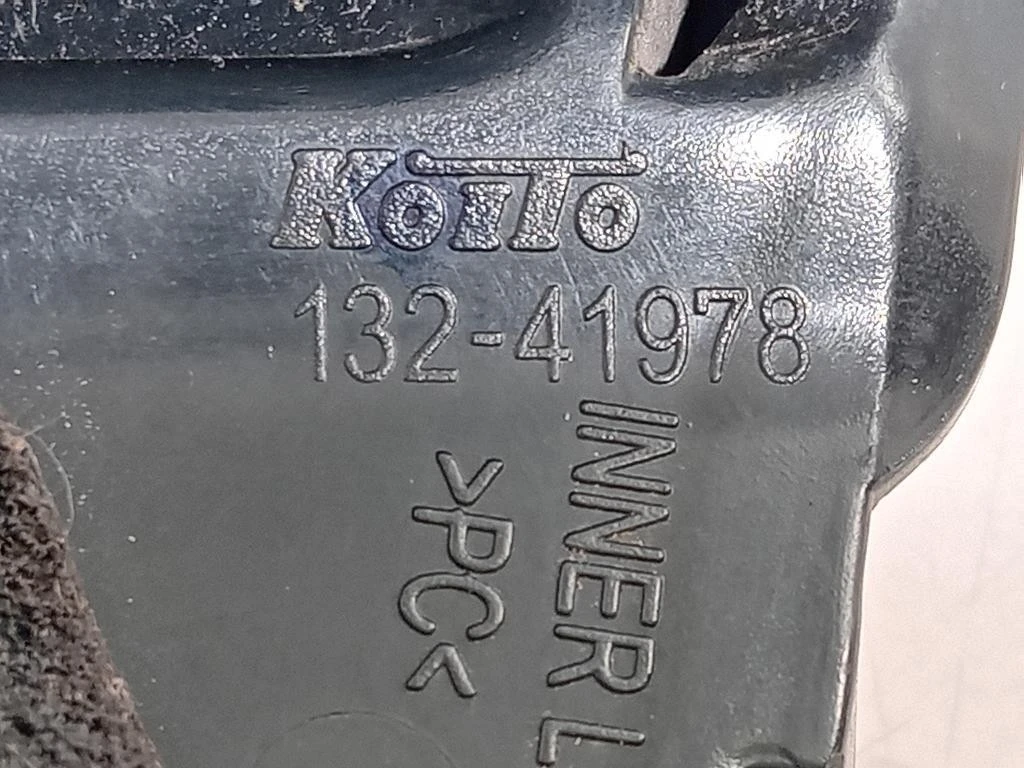 KoiTo
132-41978
INNER L
>PC<